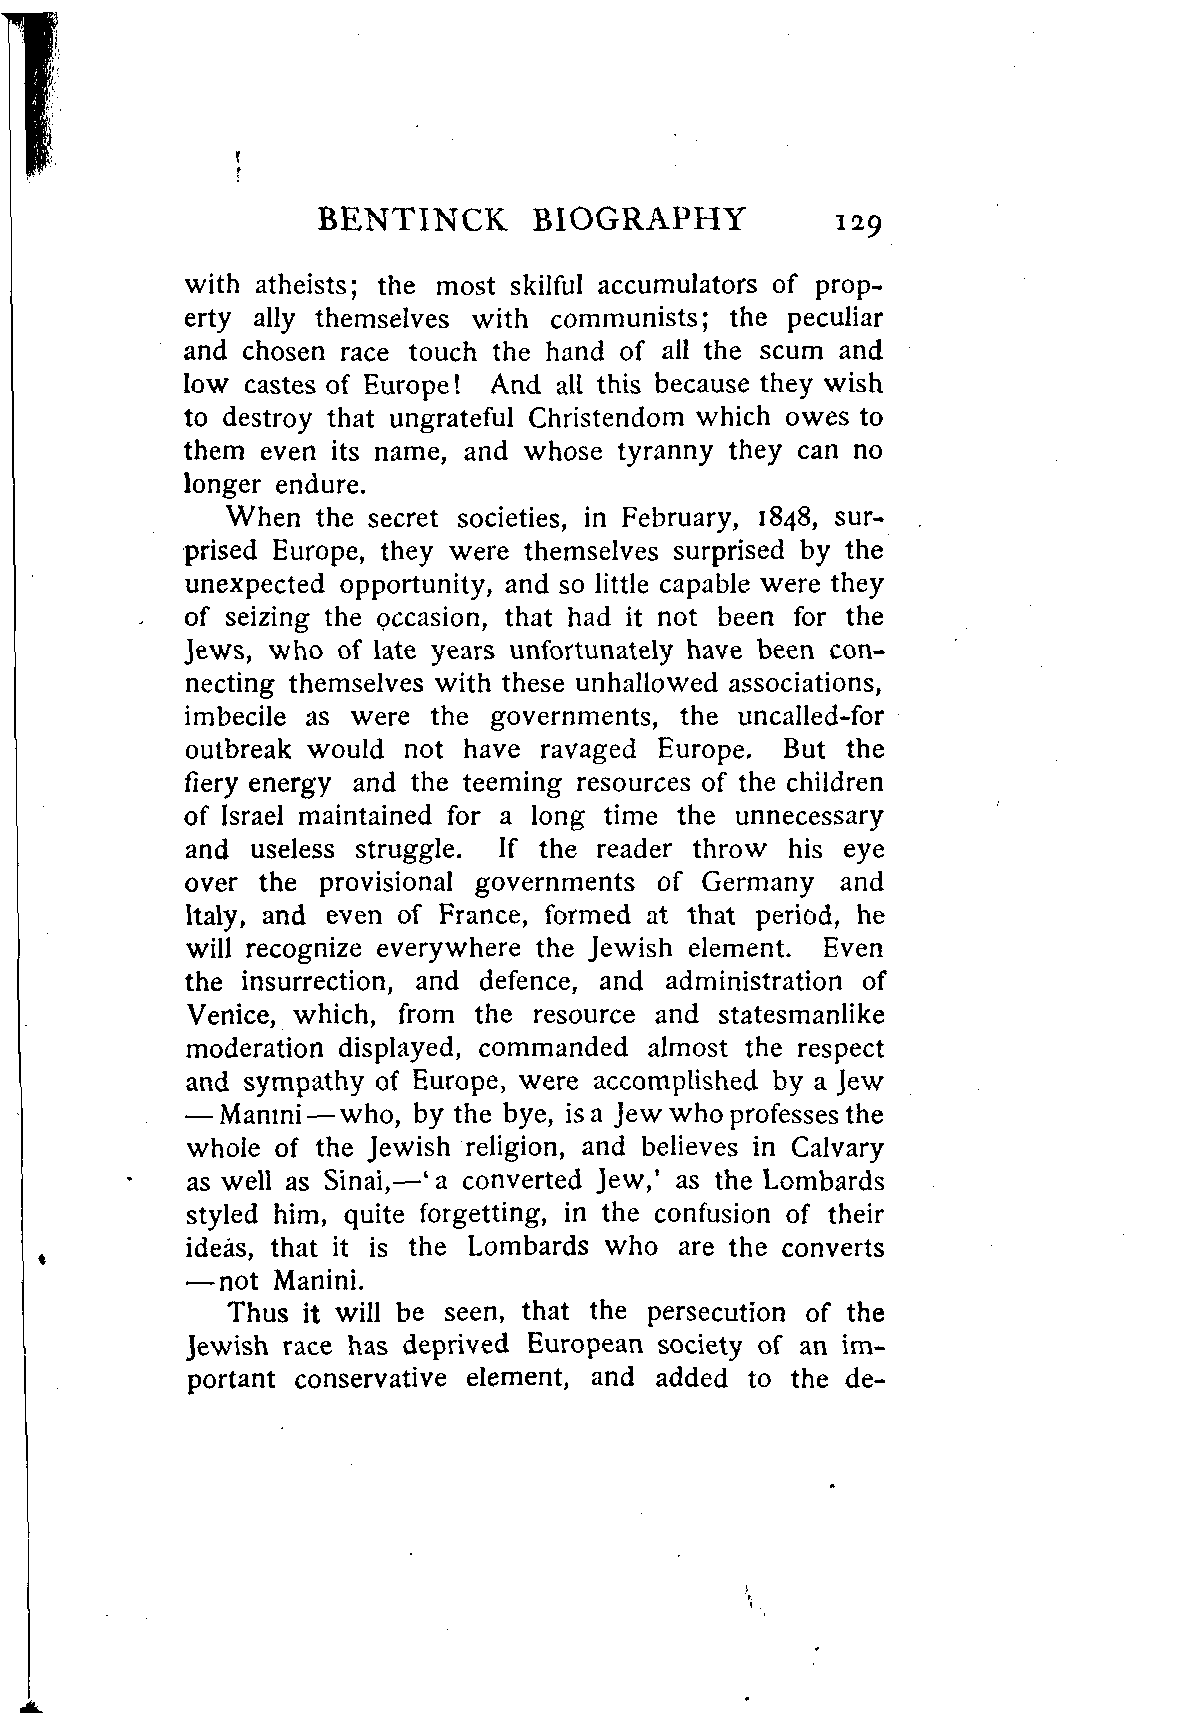 BENTINCK BIOGRAPHY 129
with atheists; the most skilful accumulators of prop-
erty ally themselves with communists; the peculiar
and chosen race touch the hand of all the scum and
low castes of Europe! And all this because they wish
to destroy that ungrateful Christendom which owes to
them even its name, and whose tyranny they can no
longer endure.
When the secret societies, in February, 1848, sur-
prised Europe, they were themselves surprised by the
unexpected opportunity, and so little capable were they
of seizing the occasion, that had it not been for the
Jews, who of late years unfortunately have been con-
necting themselves with these unhallowed associations,
imbecile as were the governments, the uncalled-for
outbreak would not have ravaged Europe. But the
fiery energy and the teeming resources of the children
of Israel maintained for a long time the unnecessary
and useless struggle. If the reader throw his eye
over the provisional governments of Germany and
Italy, and even of France, formed at that period, he
will recognize everywhere the Jewish element. Even
the insurrection, and defence, and administration of
Venice, which, from the resource and statesmanlike
moderation displayed, commanded almost the respect
and sympathy of Europe, were accomplished by a Jew
—Manini—who, by the bye, is a Jew who professes the
whole of the Jewish religion, and believes in Calvary
as well as Sinai,—‘a converted Jew,’ as the Lombards
styled him, quite forgetting, in the confusion of their
ideas, that it is the Lombards who are the converts
—not Manini.
Thus it will be seen, that the persecution of the
Jewish race has deprived European society of an im-
portant conservative element, and added to the de-